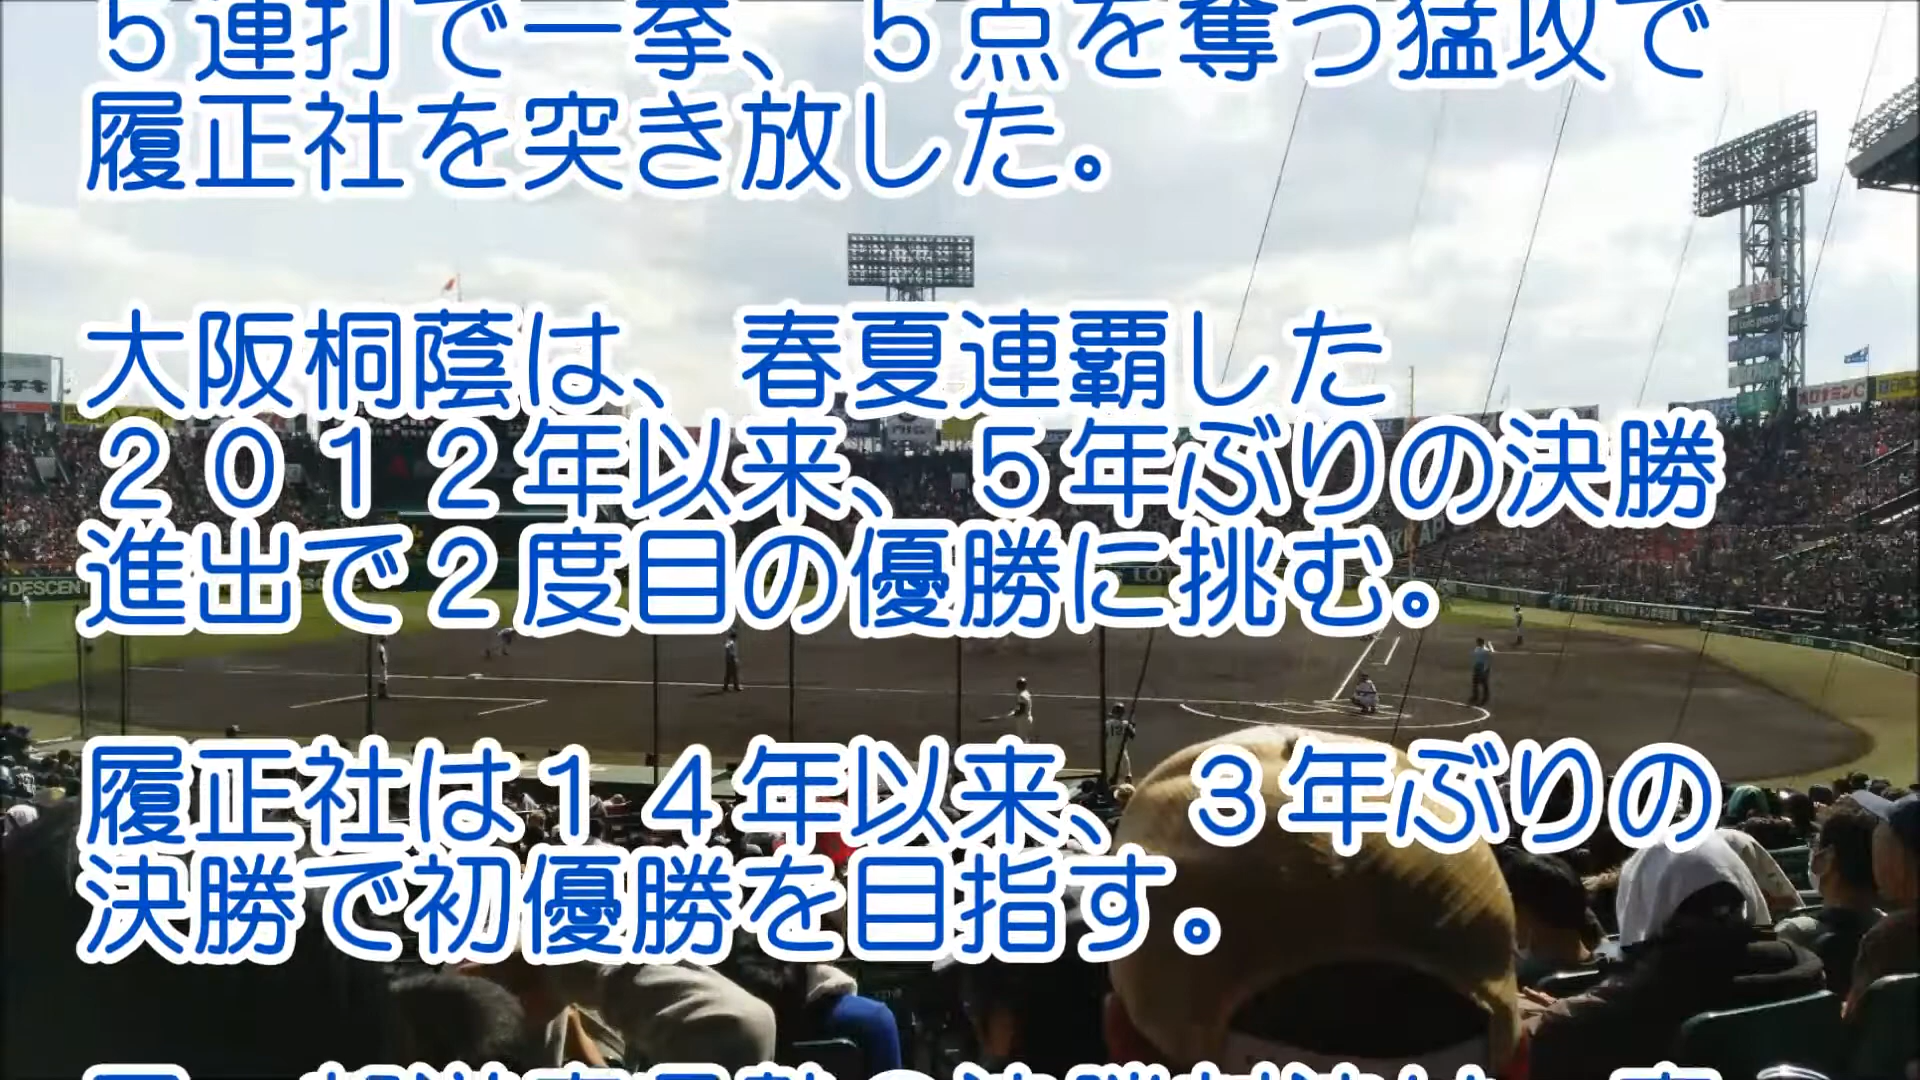 ５連打で一挙、５点を奪う猛攻で
履正社を突き放した。
大阪桐蔭は、春夏連覇した
２０１２年以来、５年ぶりの決勝
進出で２度目の優勝に挑む。
履正社は１４年以来、３年ぶりの
決勝で初優勝を目指す。
DESCENT